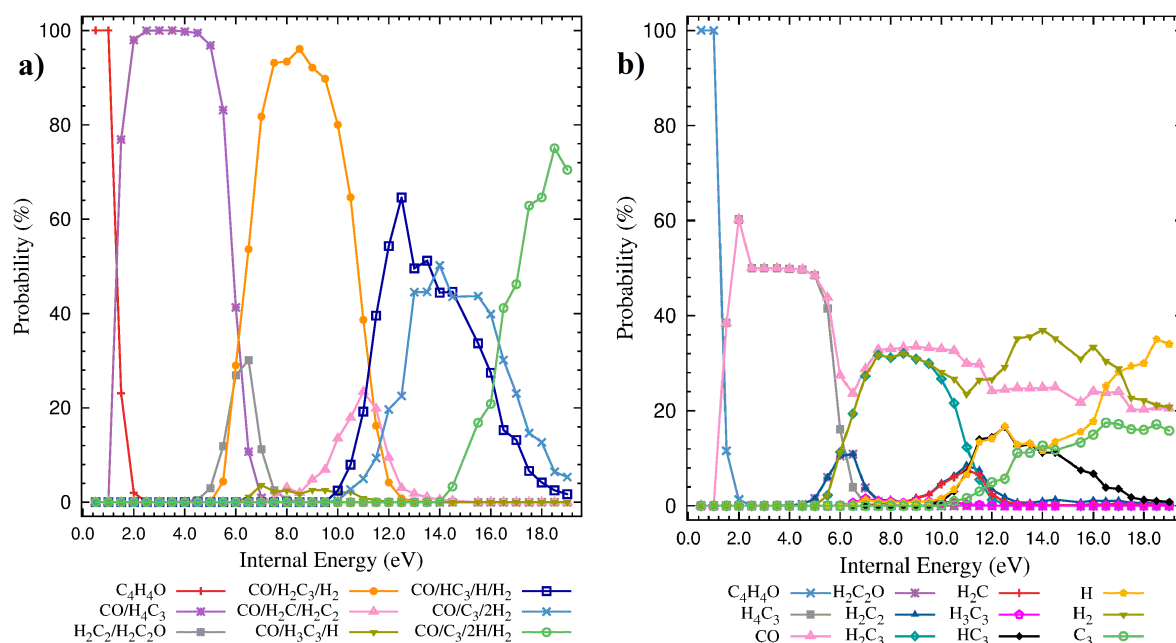 a)
Probability (%)
100
80
60
40
20
0
0.0 2.0 4.0 6.0 8.0 10.0 12.0 14.0 16.0 18.0
Internal Energy (eV)
C₄H₄O CO/H₂C₃/H₂ CO/HC₃/H/H₂
CO/H₄C₃ CO/H₂C/H₂C₂ CO/C₃/2H₂
H₂C₂/H₂C₂O CO/H₃C₃/H CO/C₃/2H/H₂
b)
Probability (%)
100
80
60
40
20
0
0.0 2.0 4.0 6.0 8.0 10.0 12.0 14.0 16.0 18.0
Internal Energy (eV)
C₄H₄O H₂C₂O H₂C H
H₄C₃ H₂C₂ H₃C₃ H₂
CO H₂C₃ HC₃ C₃